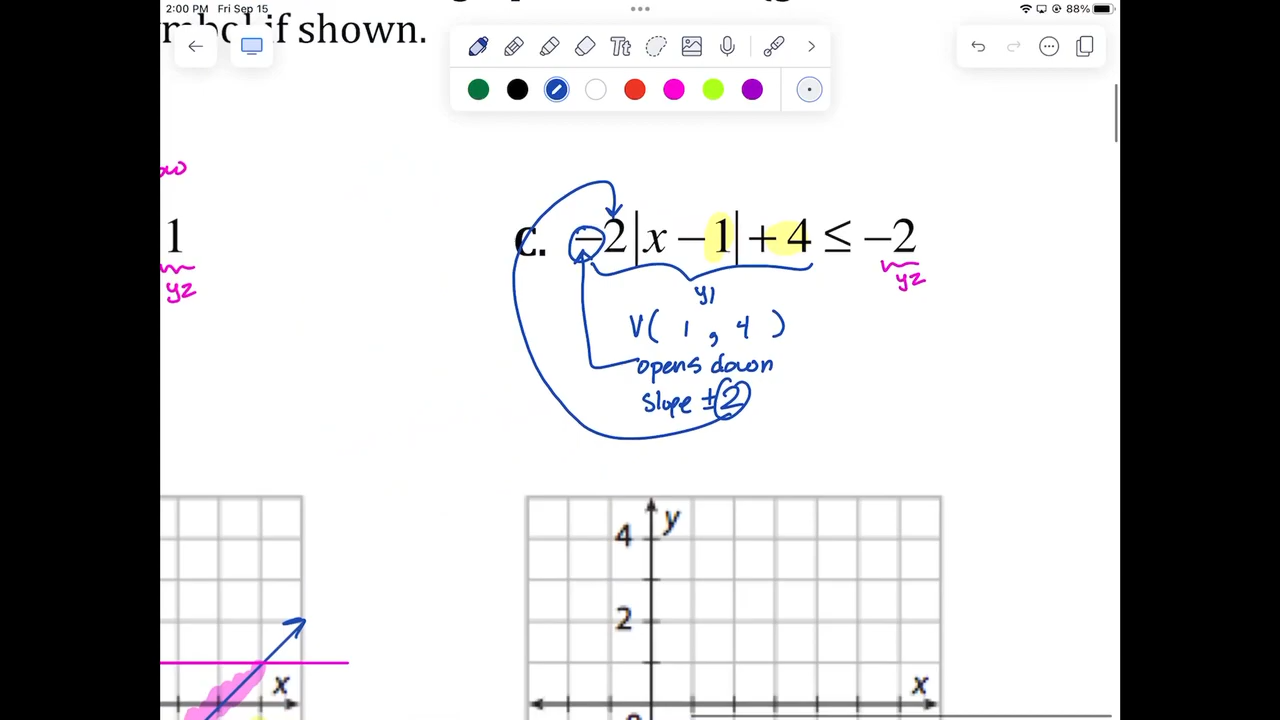 2:00 PM Fri Sep 15
88%
if shown.
Tt
1
y2
c. −2|x − 1| + 4 ≤ −2
y1
y2
V( 1 , 4 )
opens down
slope ±2
4
y
2
x
x